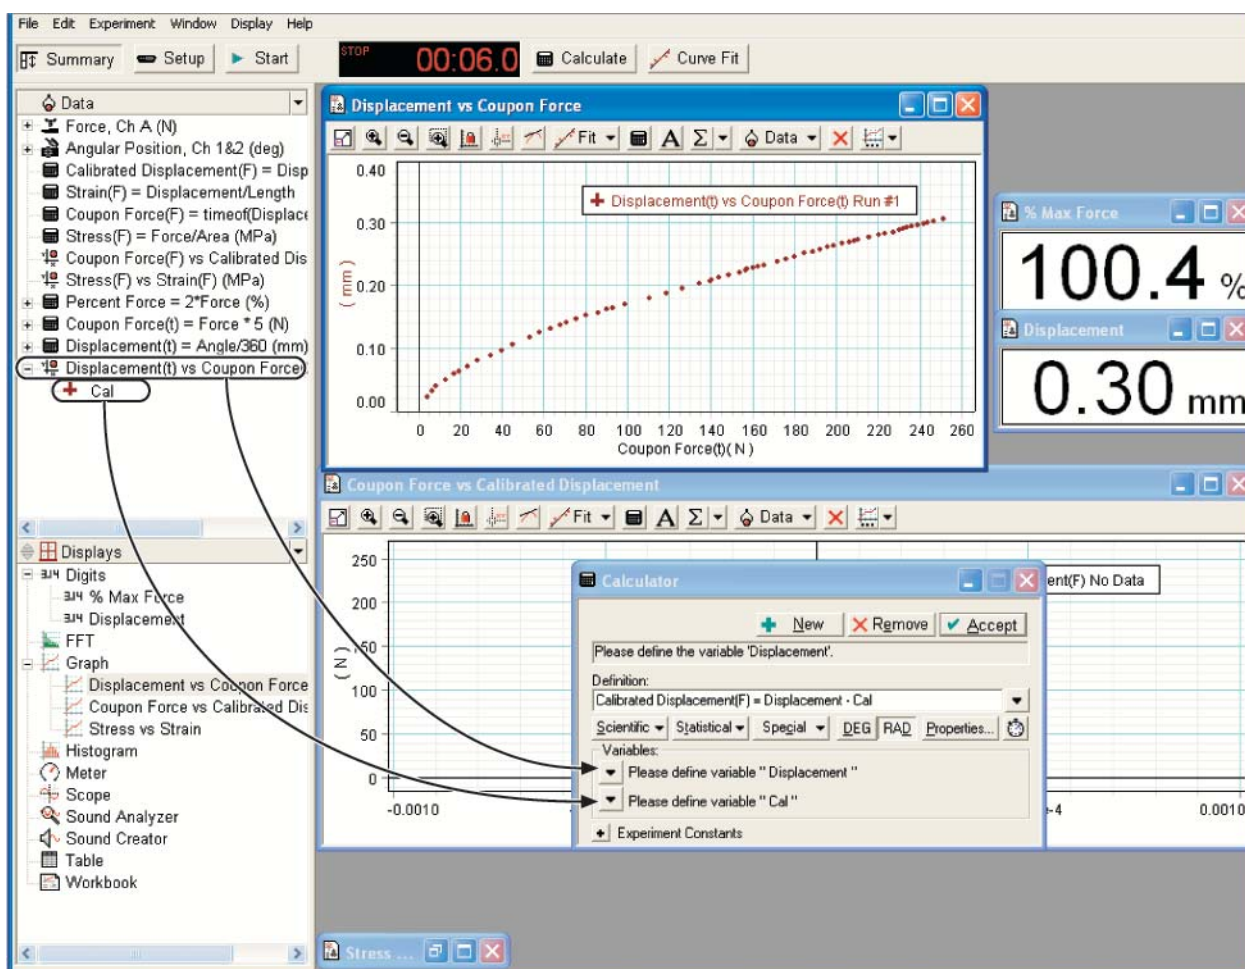 File Edit Experiment Window Display Help
Summary Setup Start STOP 00:06.0 Calculate Curve Fit
Data
Force, Ch A (N)
Angular Position, Ch 1&2 (deg)
Calibrated Displacement(F) = Disp
Strain(F) = Displacement/Length
Coupon Force(F) = timeof(Displace
Stress(F) = Force/Area (MPa)
Coupon Force(F) vs Calibrated Dis
Stress(F) vs Strain(F) (MPa)
Percent Force = 2*Force (%)
Coupon Force(t) = Force * 5 (N)
Displacement(t) = Angle/360 (mm)
Displacement(t) vs Coupon Force
Cal
Displays
Digits
% Max Force
Displacement
FFT
Graph
Displacement vs Coupon Force
Coupon Force vs Calibrated Dis
Stress vs Strain
Histogram
Meter
Scope
Sound Analyzer
Sound Creator
Table
Workbook
Displacement vs Coupon Force
Fit A Σ Data
0.40
0.30
0.20
0.10
0.00
( mm )
Displacement(t) vs Coupon Force(t) Run #1
0 20 40 60 80 100 120 140 160 180 200 220 240 260
Coupon Force(t)( N )
% Max Force
100.4 %
Displacement
0.30 mm
Coupon Force vs Calibrated Displacement
Fit A Σ Data
250
200
150
100
50
0
( N )
-0.0010
ent(F) No Data
e-4
0.0010
Calculator
New Remove Accept
Please define the variable 'Displacement'.
Definition:
Calibrated Displacement(F) = Displacement - Cal
Scientific Statistical Special DEG RAD Properties...
Variables:
Please define variable " Displacement "
Please define variable " Cal "
Experiment Constants
Stress ...